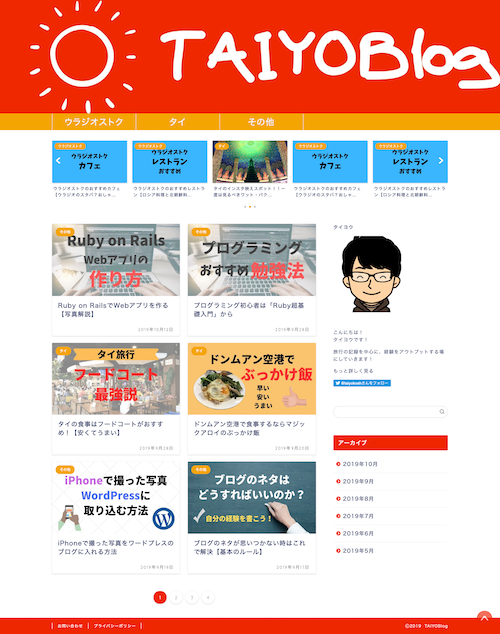 TAIYOBlog
ウラジオストク
タイ
その他
ウラジオストク
ウラジオストク
カフェ
ウラジオストクのおすすめカフェ
【ウラジオのスタバ？おしゃ...
ウラジオストク
ウラジオストク
レストラン
おすすめ
ウラジオストクのおすすめレストラ
ン【ロシア料理と北朝鮮料...
タイ
タイのインスタ映えスポット！！一
度は見るべきワット・パク...
ウラジオストク
ウラジオストク
カフェ
ウラジオストクのおすすめカフェ
【ウラジオのスタバ？おしゃ...
ウラジオストク
ウラジオストク
レストラン
おすすめ
ウラジオストクのおすすめレストラ
ン【ロシア料理と北朝鮮料...
その他
Ruby on Rails
Webアプリの
作り方
Ruby on RailsでWebアプリを作る
【写真解説】
2019年10月12日
その他
プログラミング
おすすめ勉強法
プログラミング初心者は「Ruby超基
礎入門」から
2019年9月28日
タイ
タイ旅行
フードコート
最強説
タイの食事はフードコートがおすす
め！【安くてうまい】
2019年9月24日
タイ
ドンムアン空港で
ぶっかけ飯
早い
安い
うまい
ドンムアン空港で食事するならマジッ
クアロイのぶっかけ飯
2019年9月20日
その他
iPhoneで撮った写真
WordPressに
取り込む方法
iPhoneで撮った写真をワードプレスの
ブログに入れる方法
2019年9月19日
その他
ブログのネタは
どうすればいいのか？
自分の経験を書こう！
ブログのネタが思いつかない時はこれ
で解決【基本のルール】
2019年9月17日
1
2
3
4
タイヨウ
こんにちは！
タイヨウです！
旅行の記録を中心に、経験をアウトプットする場
にしていきます！
もっと詳しく見る
さんをフォロー
アーカイブ
2019年10月
2019年9月
2019年8月
2019年7月
2019年6月
2019年5月
お問い合わせ
プライバシーポリシー
©2019 TAIYOBlog